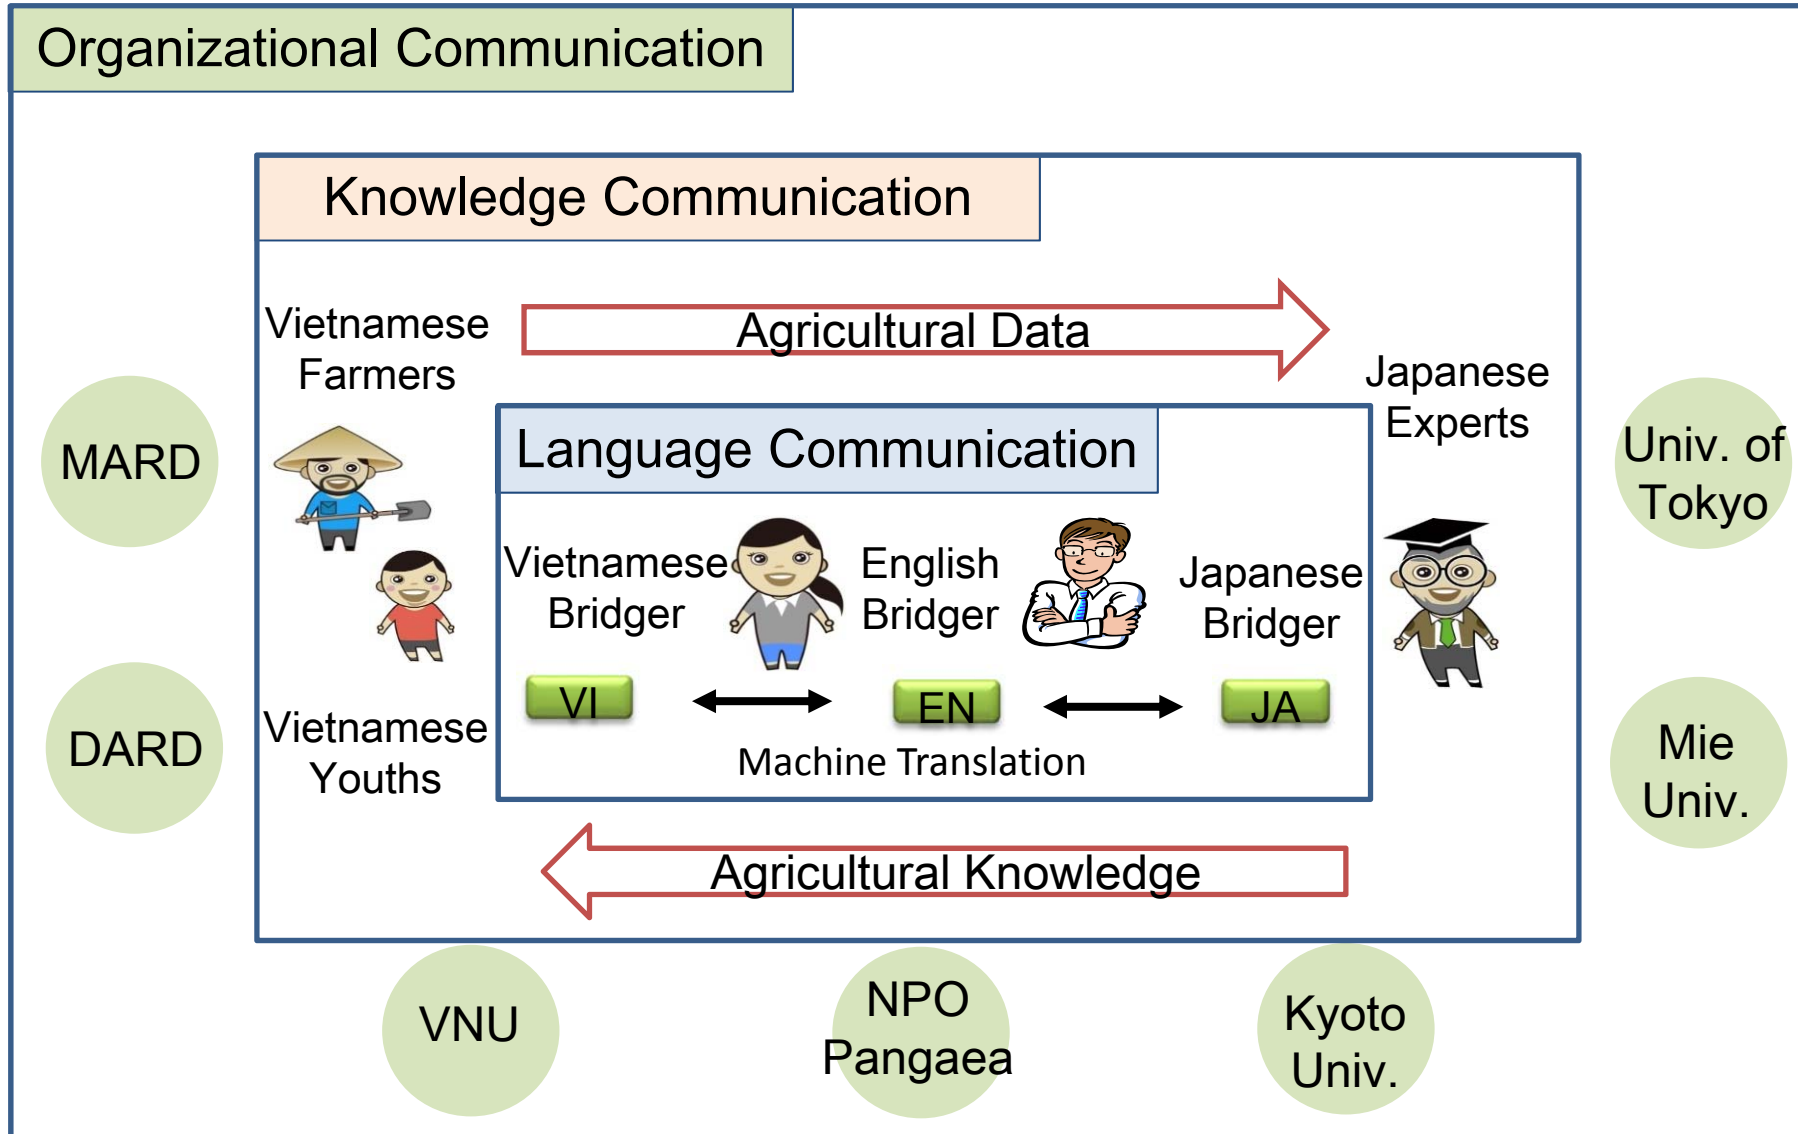 Organizational Communication
Knowledge Communication
Vietnamese
Farmers
Agricultural Data
Japanese
Experts
MARD
Language Communication
Univ. of
Tokyo
Vietnamese
Bridger
English
Bridger
Japanese
Bridger
VI
EN
JA
DARD
Vietnamese
Youths
Machine Translation
Mie
Univ.
Agricultural Knowledge
VNU
NPO
Pangaea
Kyoto
Univ.